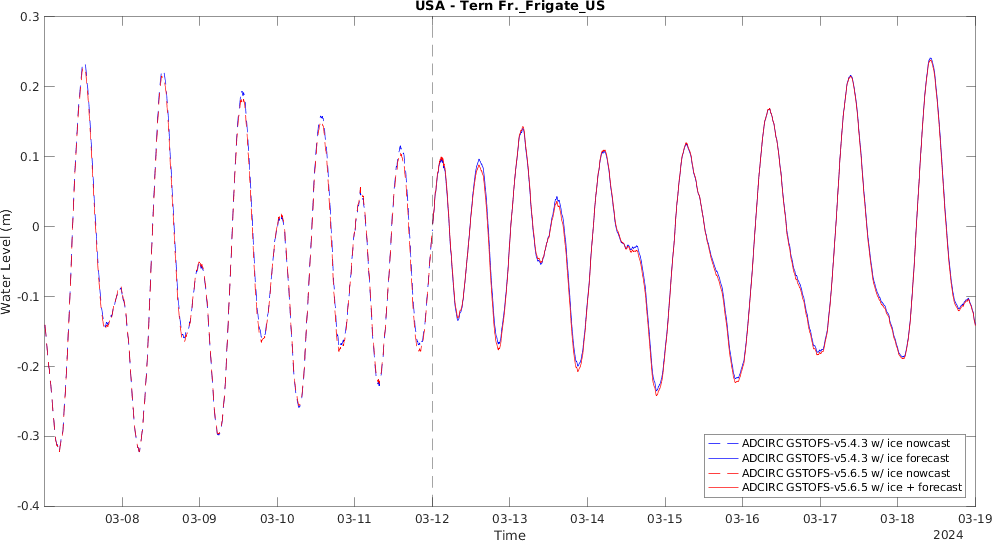 USA - Tern Fr._Frigate_US
Water Level (m)
0.3
0.2
0.1
0
-0.1
-0.2
-0.3
-0.4
ADCIRC GSTOFS-v5.4.3 w/ ice nowcast
ADCIRC GSTOFS-v5.4.3 w/ ice forecast
ADCIRC GSTOFS-v5.6.5 w/ ice nowcast
ADCIRC GSTOFS-v5.6.5 w/ ice + forecast
03-08 03-09 03-10 03-11 03-12 03-13 03-14 03-15 03-16 03-17 03-18 03-19
Time
2024